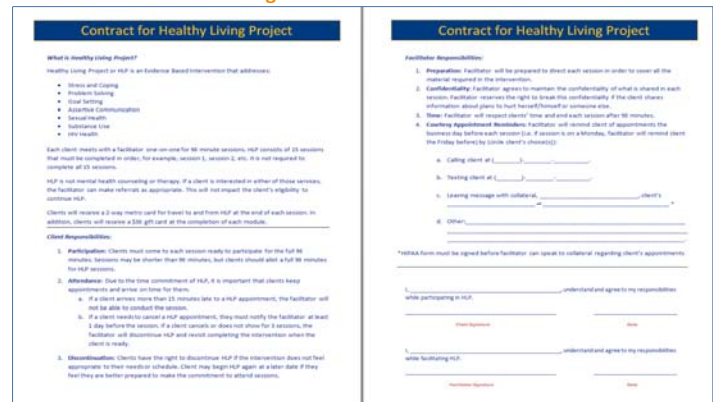 Contract for Healthy Living Project
What is Healthy Living Project?
Healthy Living Project or HLP is an Evidence Based Intervention that addresses:
• Stress and Coping
• Problem Solving
• Goal Setting
• Assertive Communication
• Sexual Health
• Substance Use
• HIV Health
Each client meets with a facilitator one-on-one for 90 minute sessions. HLP consists of 15 sessions
that must be completed in order, for example, session 1, session 2, etc. It is not required to
complete all 15 sessions.
HLP is not mental health counseling or therapy. If a client is interested in either of those services,
the facilitator can make referrals as appropriate. This will not impact the client's eligibility to
continue HLP.
Clients will receive a 2-way metro card for travel to and from HLP at the end of each session. In
addition, clients will receive a gift card at the completion of each module.
Client Responsibilities:
1. Participation: Clients must come to each session ready to participate for the full 90
minutes. Sessions may be shorter than 90 minutes, but clients should allot a full 90 minutes
for HLP sessions.
2. Attendance: Due to the time commitment of HLP, it is important that clients keep
appointments and arrive on time for them.
a. If a client arrives more than 15 minutes late to a HLP appointment, the facilitator will
not be able to conduct the session.
b. If a client needs to cancel a HLP appointment, they must notify the facilitator at least
1 day before the session. If a client cancels or does not show for 3 sessions, the
facilitator will discontinue HLP and revisit completing the intervention when the
client is ready.
3. Discontinuation: Clients have the right to discontinue HLP if the intervention does not feel
appropriate to their needs or schedule. Client may begin HLP again at a later date if they
feel they are better prepared to make the commitment to attend sessions.
Contract for Healthy Living Project
Facilitator Responsibilities:
1. Preparation: Facilitator will be prepared to direct each session in order to cover all the
material required in the intervention.
2. Confidentiality: Facilitator agrees to maintain the confidentiality of what is shared in each
session. Facilitator reserves the right to break this confidentiality if the client shares
information about plans to hurt herself/himself or someone else.
3. Time: Facilitator will respect clients' time and end each session after 90 minutes.
4. Courtesy Appointment Reminders: Facilitator will remind client of appointments the
business day before each session (i.e. if session is on a Monday, facilitator will remind client
the Friday before) by (circle client's choice(s)):
a. Calling client at (______)-________-__________.
b. Texting client at (______)-________-__________.
c. Leaving message with collateral, ______________________, client's
______________________ at ______________________________. *
d. Other:______________________________
*HIPAA form must be signed before facilitator can speak to collateral regarding client's appointments
I, ______________________________, understand and agree to my responsibilities
while participating in HLP.
Client Signature Date
I, ______________________________, understand and agree to my responsibilities
while facilitating HLP.
Facilitator Signature Date